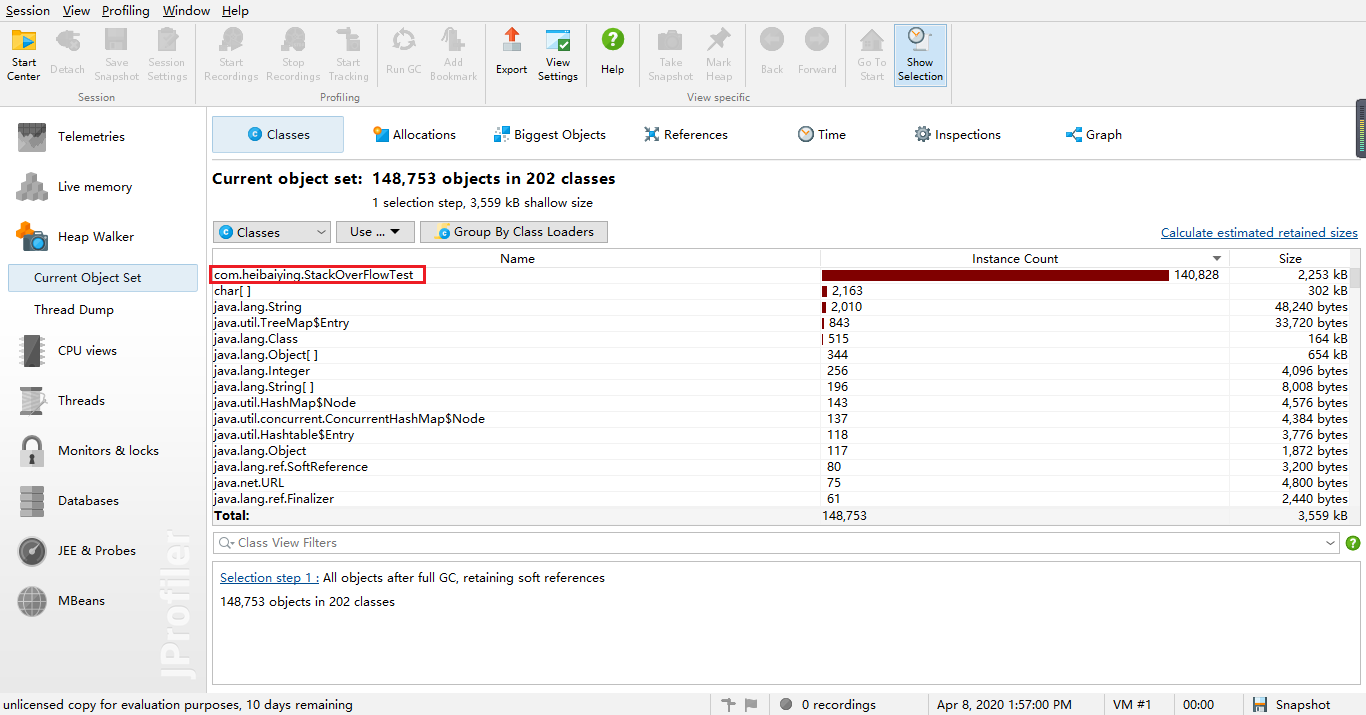 Session View Profiling Window Help
Start Center Detach Save Snapshot Session Settings Start Recordings Stop Recordings Start Tracking Run GC Add Bookmark Export View Settings Help Take Snapshot Mark Heap Back Forward Go To Start Show Selection
Session Profiling View specific
Telemetries
Live memory
Heap Walker
Current Object Set
Thread Dump
CPU views
Threads
Monitors & locks
Databases
JEE & Probes
MBeans
JProfiler
Classes Allocations Biggest Objects References Time Inspections Graph
Current object set: 148,753 objects in 202 classes
1 selection step, 3,559 kB shallow size
Classes Use ... Group By Class Loaders Calculate estimated retained sizes
Name Instance Count Size
com.heibaiying.StackOverFlowTest 140,828 2,253 kB
char[ ] 2,163 302 kB
java.lang.String 2,010 48,240 bytes
java.util.TreeMap$Entry 843 33,720 bytes
java.lang.Class 515 164 kB
java.lang.Object[ ] 344 654 kB
java.lang.Integer 256 4,096 bytes
java.lang.String[ ] 196 8,008 bytes
java.util.HashMap$Node 143 4,576 bytes
java.util.concurrent.ConcurrentHashMap$Node 137 4,384 bytes
java.util.Hashtable$Entry 118 3,776 bytes
java.lang.Object 117 1,872 bytes
java.lang.ref.SoftReference 80 3,200 bytes
java.net.URL 75 4,800 bytes
java.lang.ref.Finalizer 61 2,440 bytes
Total: 148,753 3,559 kB
Class View Filters
Selection step 1 : All objects after full GC, retaining soft references
148,753 objects in 202 classes
unlicensed copy for evaluation purposes, 10 days remaining 0 recordings Apr 8, 2020 1:57:00 PM VM #1 00:00 Snapshot